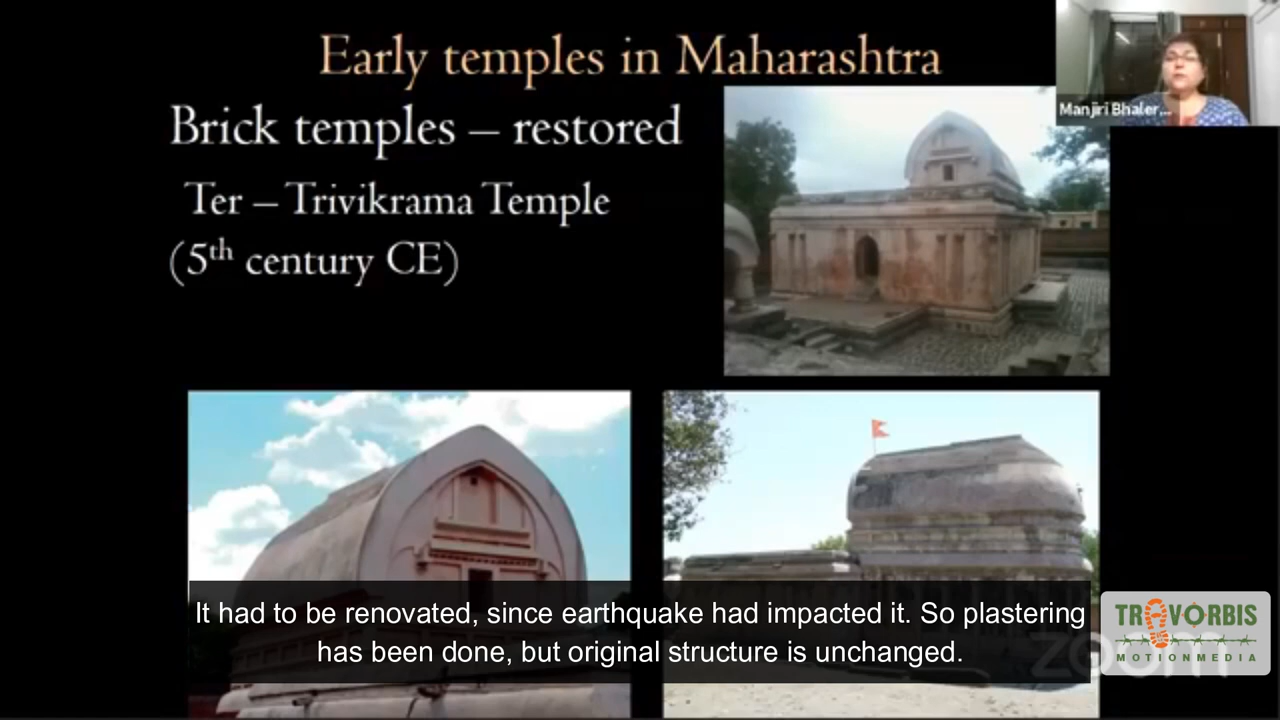 Early temples in Maharashtra
Manjiri Bhaler...
Brick temples – restored
Ter – Trivikrama Temple
(5th century CE)
It had to be renovated, since earthquake had impacted it. So plastering
has been done, but original structure is unchanged.
TRAVORBIS
MOTIONMEDIA
zoom